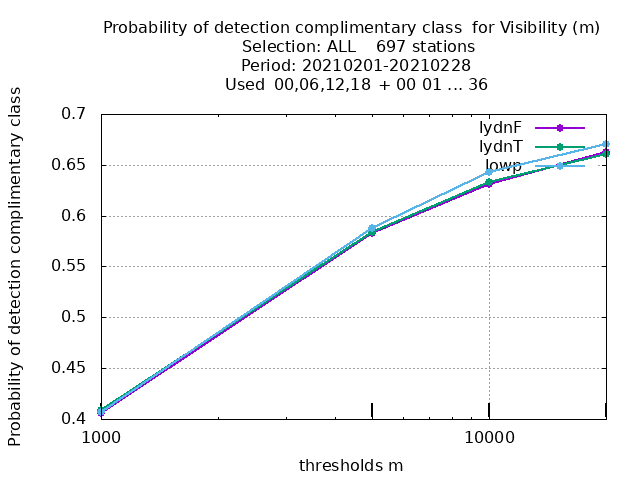 Probability of detection complimentary class  for Visibility (m)
Selection: ALL    697 stations
Period: 20210201-20210228
Used  00,06,12,18  + 00 01 ... 36
Probability of detection complimentary class
0.7
0.65
0.6
0.55
0.5
0.45
0.4
lydnF
lydnT
lowp
1000
10000
thresholds m